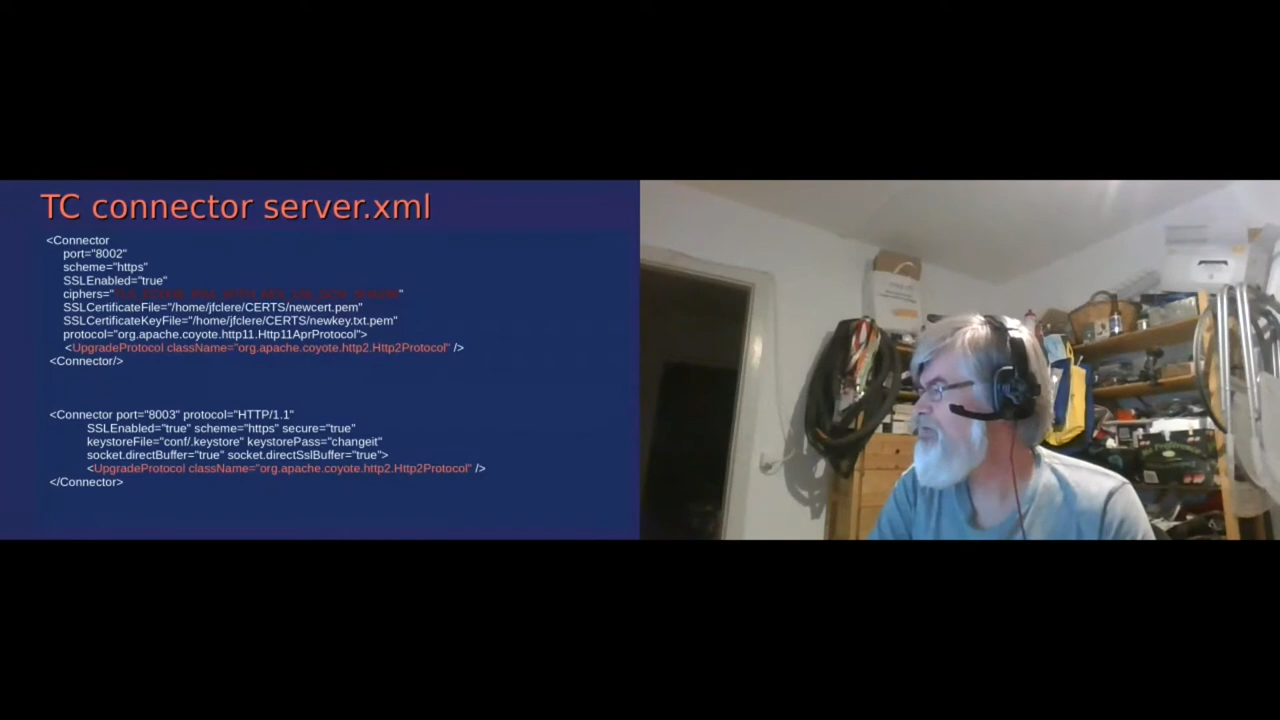 TC connector server.xml
<Connector
port="8002"
scheme="https"
SSLEnabled="true"
ciphers=" "
SSLCertificateFile="/home/jfclere/CERTS/newcert.pem"
SSLCertificateKeyFile="/home/jfclere/CERTS/newkey.txt.pem"
protocol="org.apache.coyote.http11.Http11AprProtocol">
<UpgradeProtocol className="org.apache.coyote.http2.Http2Protocol" />
<Connector/>
<Connector port="8003" protocol="HTTP/1.1"
SSLEnabled="true" scheme="https" secure="true"
keystoreFile="conf/.keystore" keystorePass="changeit"
socket.directBuffer="true" socket.directSslBuffer="true">
<UpgradeProtocol className="org.apache.coyote.http2.Http2Protocol" />
</Connector>